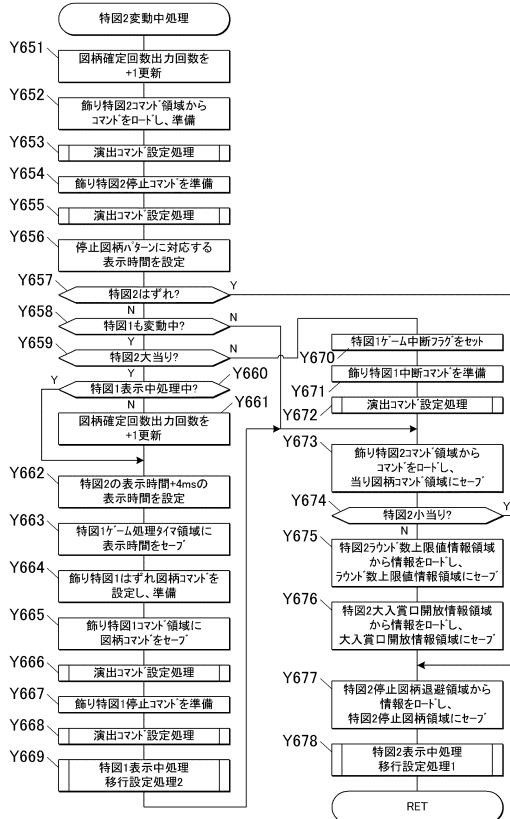 特図2変動中処理
Y651
図柄確定回数出力回数を
+1更新
Y652
飾り特図2コマンド領域から
コマンドをロードし、準備
Y653
演出コマンド設定処理
Y654
飾り特図2停止コマンドを準備
Y655
演出コマンド設定処理
Y656
停止図柄パターンに対応する
表示時間を設定
Y657
特図2はずれ?
Y
N
Y658
特図1も変動中?
N
Y
Y659
特図2大当り?
N
Y
Y660
特図1表示中処理中?
Y
N
Y661
図柄確定回数出力回数を
+1更新
Y662
特図2の表示時間+4msの
表示時間を設定
Y663
特図1ゲーム処理タイマ領域に
表示時間をセーブ
Y664
飾り特図1はずれ図柄コマンドを
設定し、準備
Y665
飾り特図1コマンド領域に
図柄コマンドをセーブ
Y666
演出コマンド設定処理
Y667
飾り特図1停止コマンドを準備
Y668
演出コマンド設定処理
Y669
特図1表示中処理
移行設定処理2
Y670
特図1ゲーム中断フラグをセット
Y671
飾り特図1中断コマンドを準備
Y672
演出コマンド設定処理
Y673
飾り特図2コマンド領域から
コマンドをロードし、
当り図柄コマンド領域にセーブ
Y674
特図2小当り?
Y
N
Y675
特図2ラウンド数上限値情報領域
から情報をロードし、
ラウンド数上限値情報領域にセーブ
Y676
特図2大入賞口開放情報領域
から情報をロードし、
大入賞口開放情報領域にセーブ
Y677
特図2停止図柄退避領域から
情報をロードし、
特図2停止図柄領域にセーブ
Y678
特図2表示中処理
移行設定処理1
RET